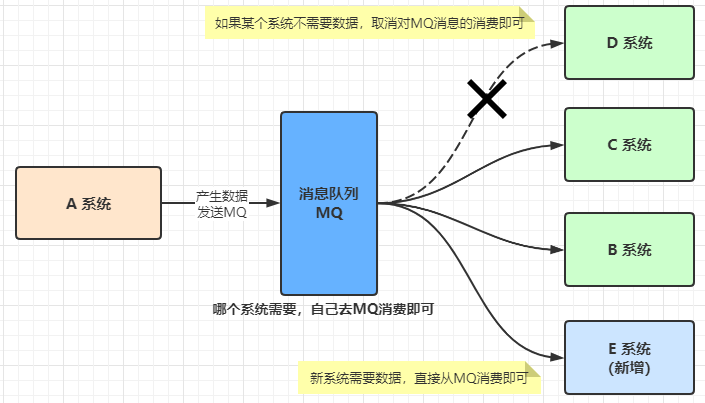 如果某个系统不需要数据，取消对MQ消息的消费即可
D 系统
C 系统
A 系统
产生数据
发送MQ
消息队列
MQ
B 系统
哪个系统需要，自己去MQ消费即可
E 系统
(新增)
新系统需要数据，直接从MQ消费即可